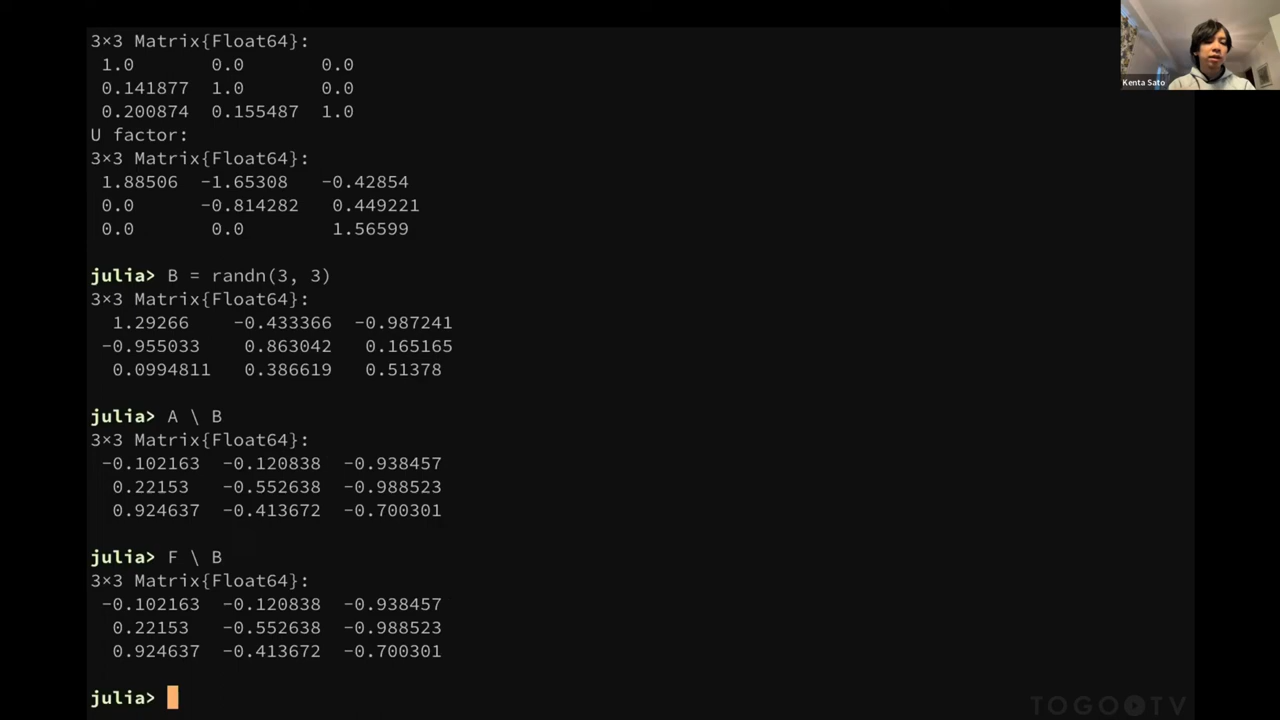 3×3 Matrix{Float64}:
1.0 0.0 0.0
0.141877 1.0 0.0
0.200874 0.155487 1.0
U factor:
3×3 Matrix{Float64}:
1.88506 -1.65308 -0.42854
0.0 -0.814282 0.449221
0.0 0.0 1.56599
julia> B = randn(3, 3)
3×3 Matrix{Float64}:
1.29266 -0.433366 -0.987241
-0.955033 0.863042 0.165165
0.0994811 0.386619 0.51378
julia> A \ B
3×3 Matrix{Float64}:
-0.102163 -0.120838 -0.938457
0.22153 -0.552638 -0.988523
0.924637 -0.413672 -0.700301
julia> F \ B
3×3 Matrix{Float64}:
-0.102163 -0.120838 -0.938457
0.22153 -0.552638 -0.988523
0.924637 -0.413672 -0.700301
julia>
Kenta Sato
TOGOTV